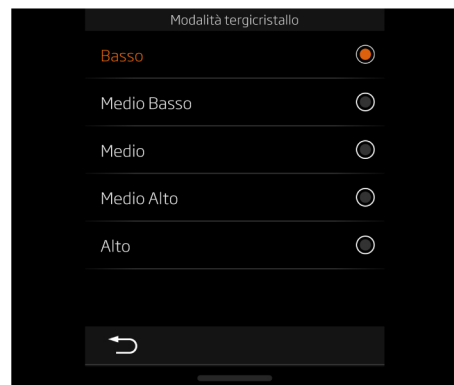 Modalità tergicristallo
Basso
Medio Basso
Medio
Medio Alto
Alto